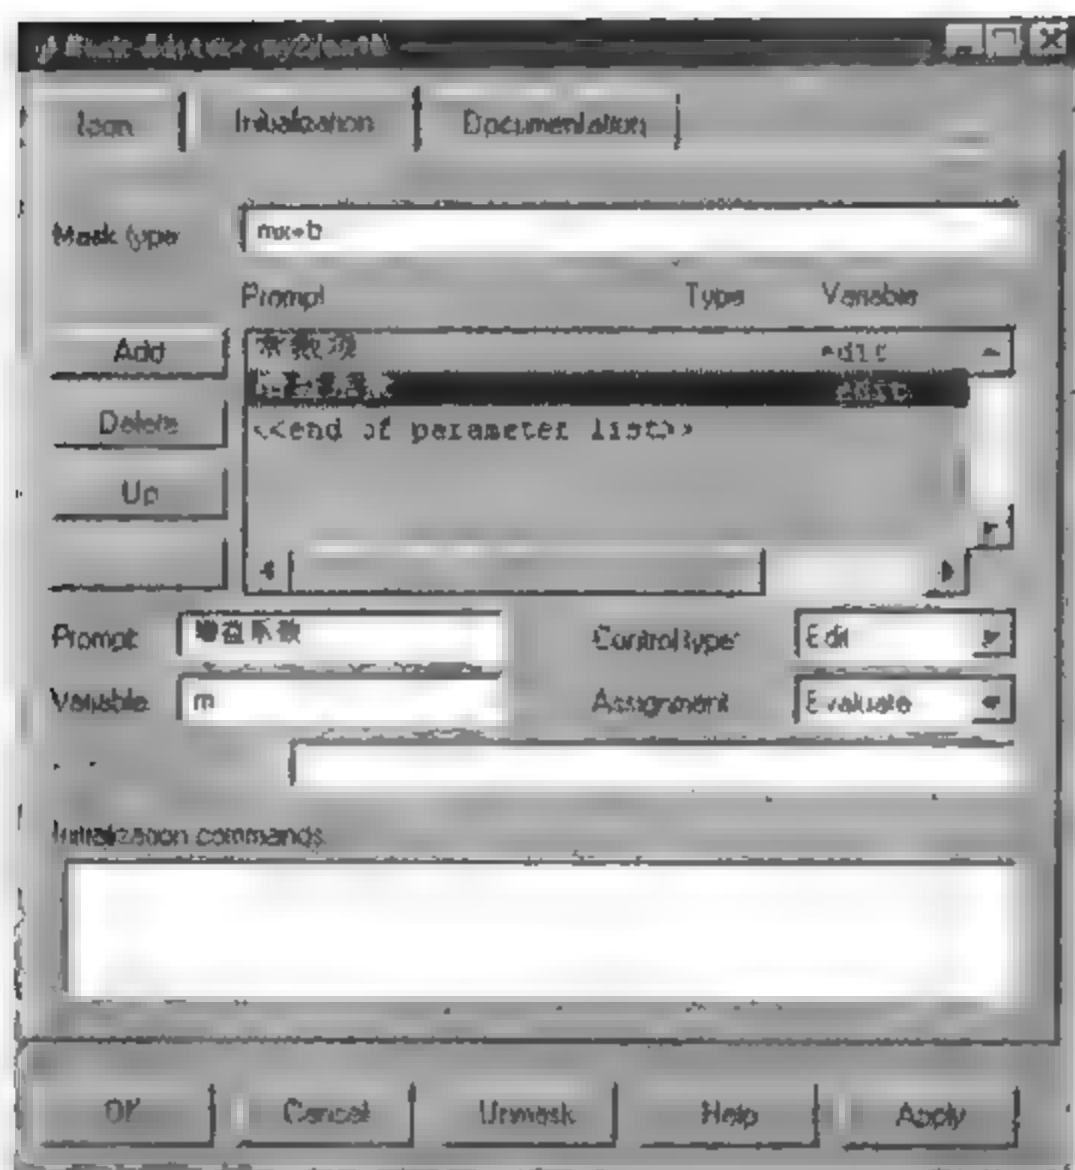 Icon Initialization Documentation
Mask type mx+b
Prompt Type Variable
Add
常数项 edit
edit
Delete
<<end of parameter list>>
Up
Prompt: 增益系数 Control type: Edit
Variable: m Assignment: Evaluate
Initialization commands:
OK Cancel Unmask Help Apply